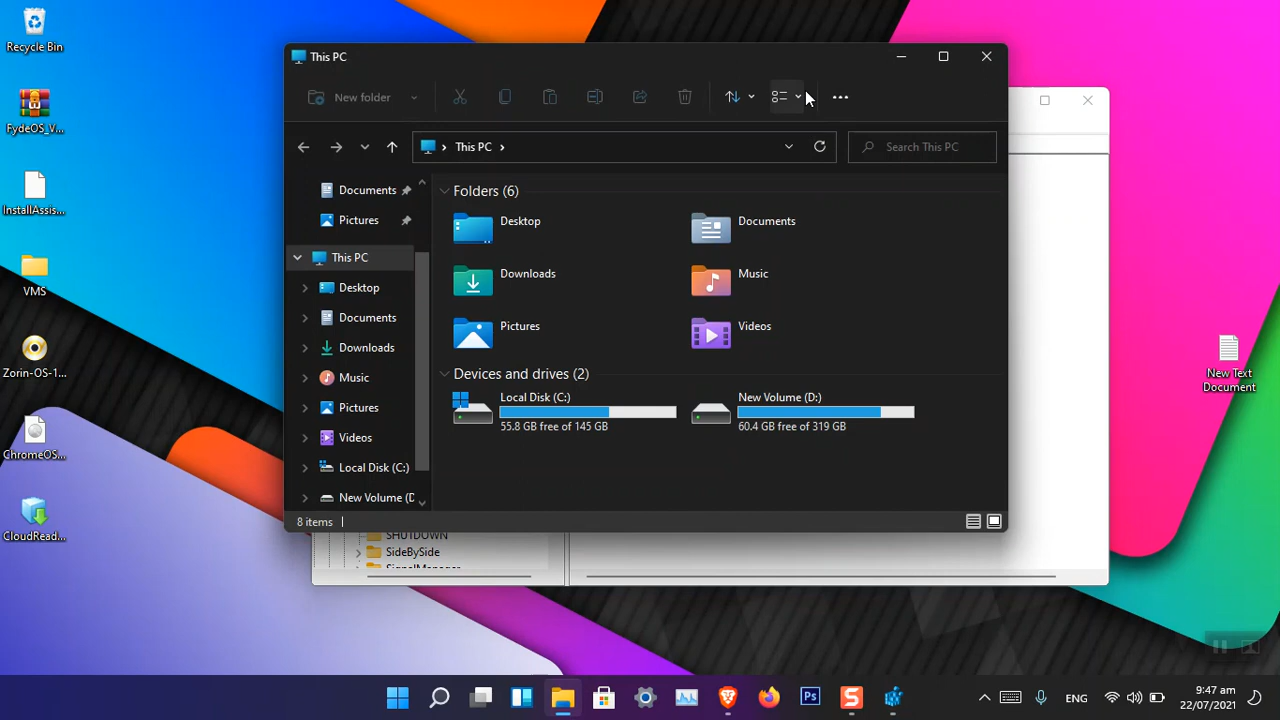 Recycle Bin
FydeOS_V...
InstallAssis...
VMS
Zorin-OS-1...
ChromeOS...
CloudRead...
This PC
New folder
This PC
Search This PC
Documents
Pictures
This PC
Desktop
Documents
Downloads
Music
Pictures
Videos
Local Disk (C:)
New Volume (D
Folders (6)
Desktop
Documents
Downloads
Music
Pictures
Videos
Devices and drives (2)
Local Disk (C:)
55.8 GB free of 145 GB
New Volume (D:)
60.4 GB free of 319 GB
8 items
SHUTDOWN
SideBySide
SignalManager
New Text
Document
Ps
S
ENG
9:47 am
22/07/2021